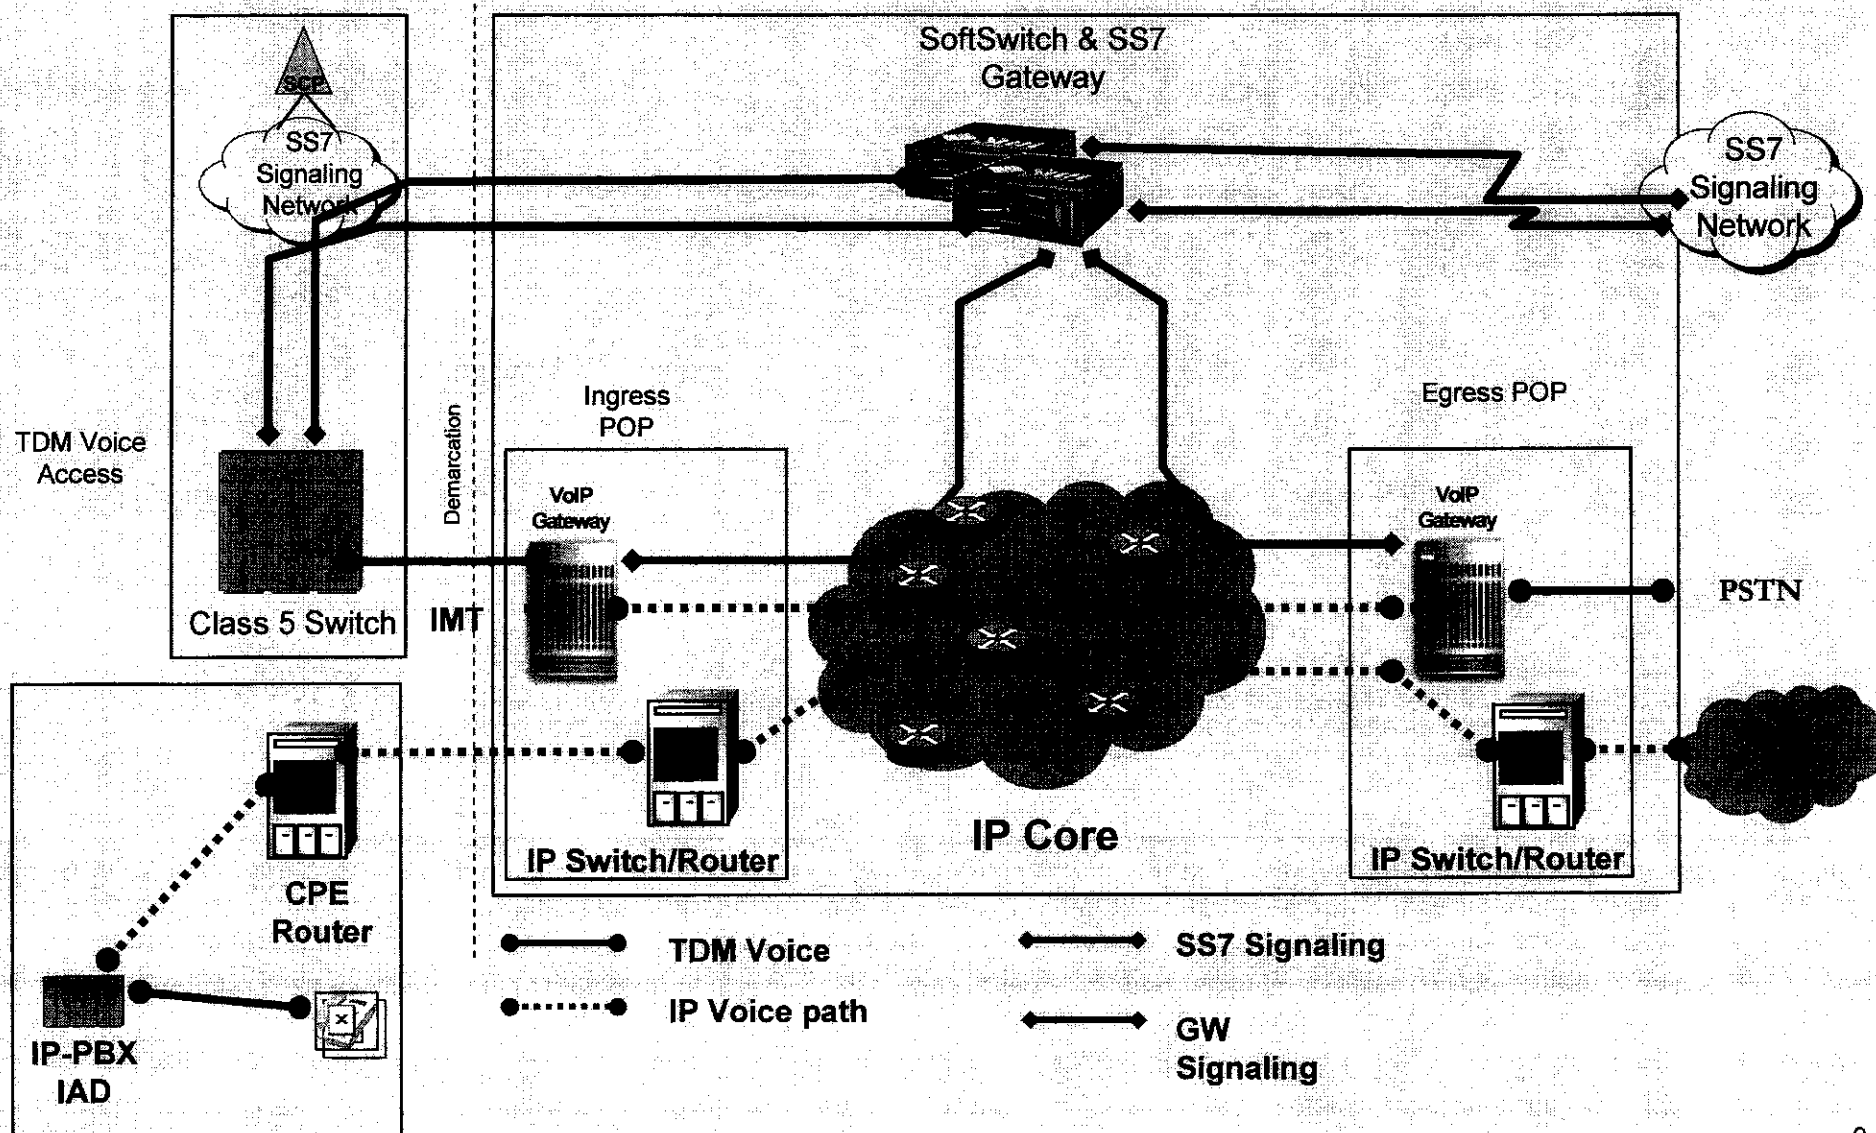 SoftSwitch & SS7
Gateway
SCP
SS7
Signaling
Network
SS7
Signaling
Network
Ingress
POP
Egress POP
TDM Voice
Access
Demarcation
VoIP
Gateway
VoIP
Gateway
Class 5 Switch
IMT
PSTN
IP Core
IP Switch/Router
IP Switch/Router
CPE
Router
TDM Voice
SS7 Signaling
IP Voice path
GW
Signaling
IP-PBX
IAD
x